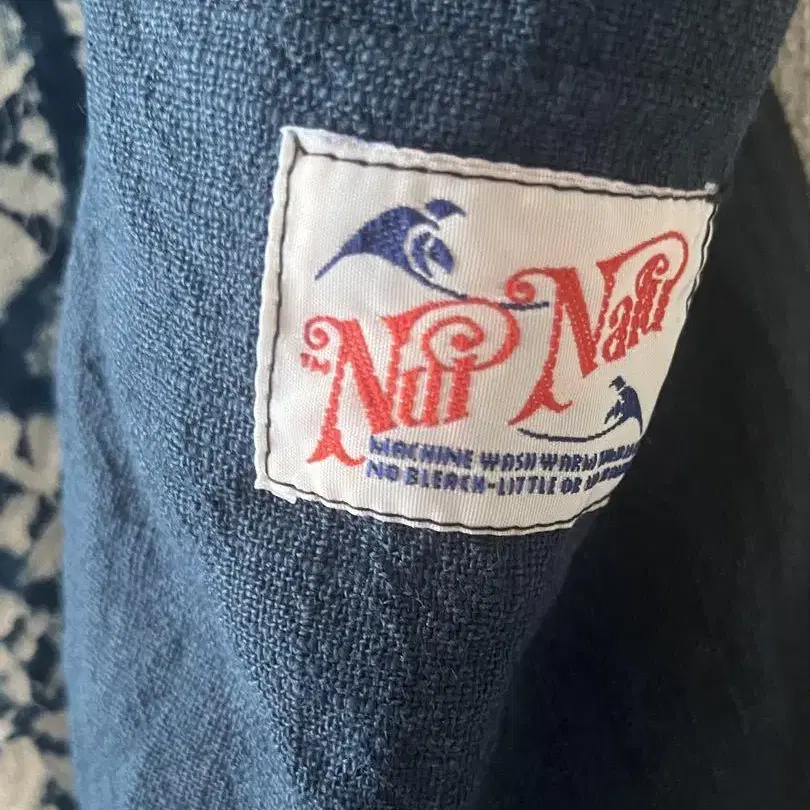 Nui Nalu
MACHINE WASH WARM
NO BLEACH-LITTLE OR